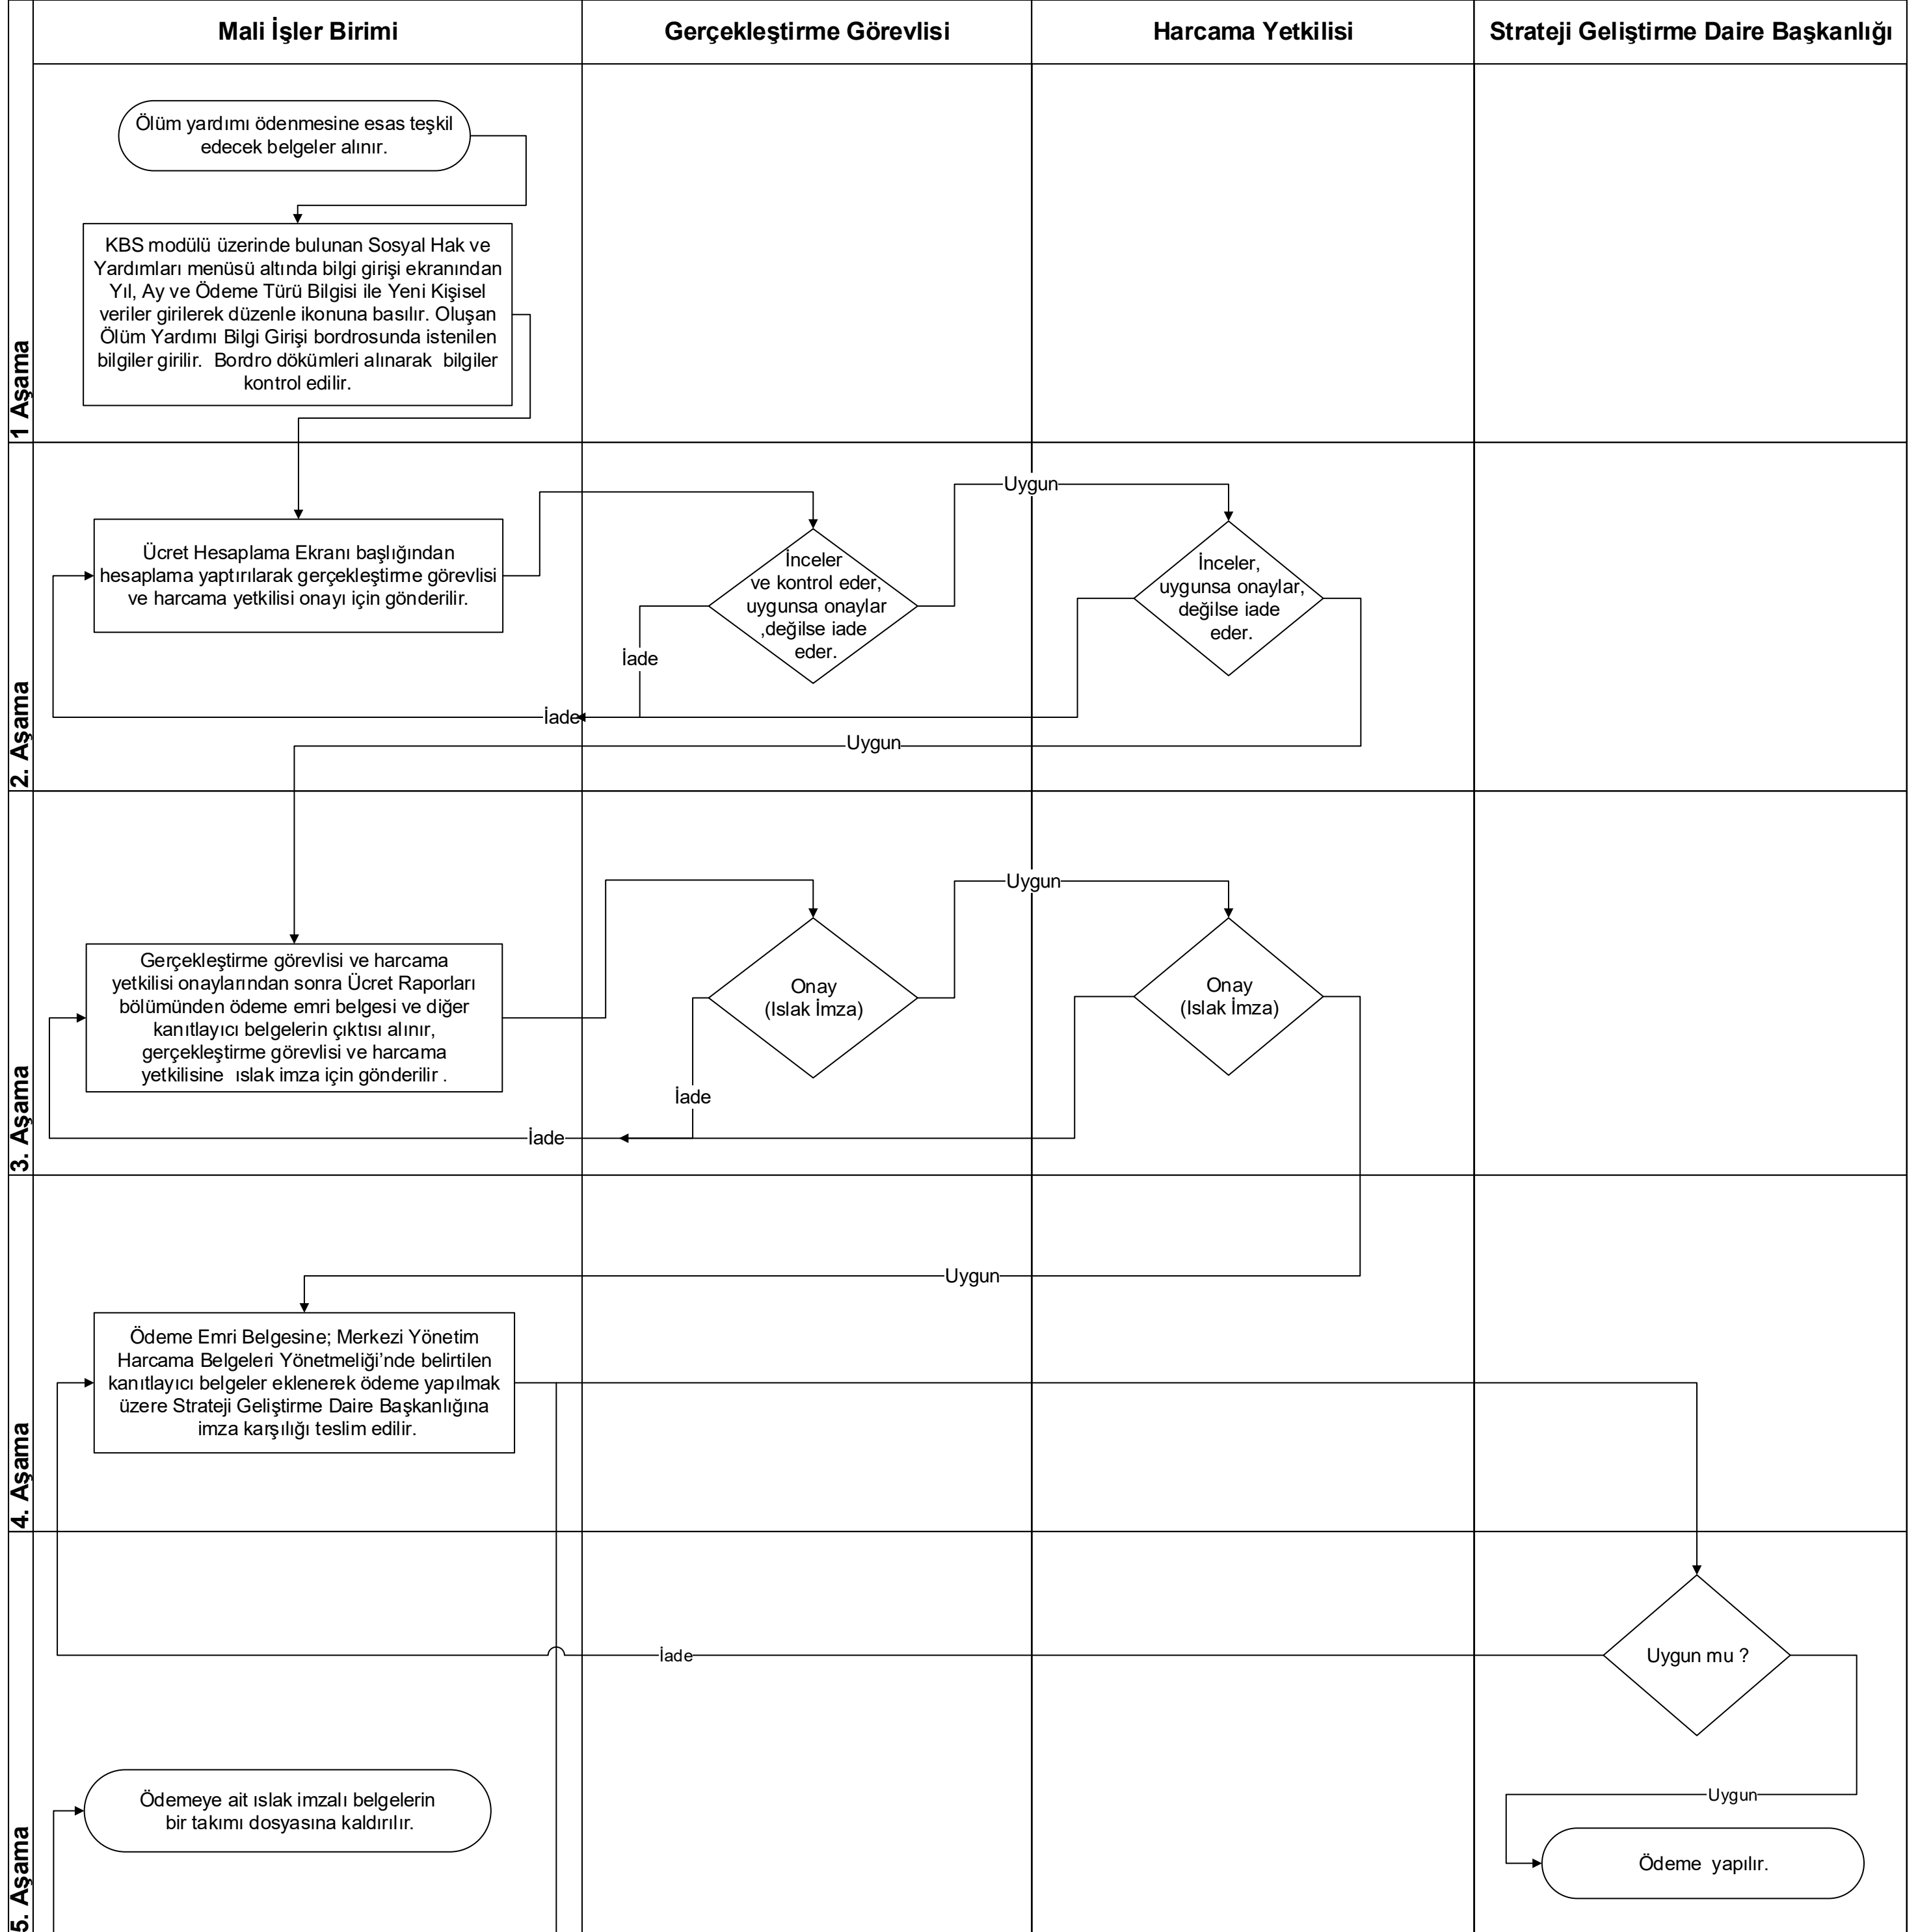 Mali İşler Birimi
Gerçekleştirme Görevlisi
Harcama Yetkilisi
Strateji Geliştirme Daire Başkanlığı
1 Aşama
Ölüm yardımı ödenmesine esas teşkil
edecek belgeler alınır.
KBS modülü üzerinde bulunan Sosyal Hak ve
Yardımları menüsü altında bilgi girişi ekranından
Yıl, Ay ve Ödeme Türü Bilgisi ile Yeni Kişisel
veriler girilerek düzenle ikonuna basılır. Oluşan
Ölüm Yardımı Bilgi Girişi bordrosunda istenilen
bilgiler girilir. Bordro dökümleri alınarak bilgiler
kontrol edilir.
2. Aşama
Ücret Hesaplama Ekranı başlığından
hesaplama yaptırılarak gerçekleştirme görevlisi
ve harcama yetkilisi onayı için gönderilir.
İnceler
ve kontrol eder,
uygunsa onaylar
,değilse iade
eder.
Uygun
İnceler,
uygunsa onaylar,
değilse iade
eder.
İade
İade
Uygun
3. Aşama
Gerçekleştirme görevlisi ve harcama
yetkilisi onaylarından sonra Ücret Raporları
bölümünden ödeme emri belgesi ve diğer
kanıtlayıcı belgelerin çıktısı alınır,
gerçekleştirme görevlisi ve harcama
yetkilisine ıslak imza için gönderilir .
Onay
(Islak İmza)
Uygun
Onay
(Islak İmza)
İade
İade
4. Aşama
Uygun
Ödeme Emri Belgesine; Merkezi Yönetim
Harcama Belgeleri Yönetmeliği’nde belirtilen
kanıtlayıcı belgeler eklenerek ödeme yapılmak
üzere Strateji Geliştirme Daire Başkanlığına
imza karşılığı teslim edilir.
5. Aşama
İade
Uygun mu ?
Ödemeye ait ıslak imzalı belgelerin
bir takımı dosyasına kaldırılır.
Uygun
Ödeme yapılır.